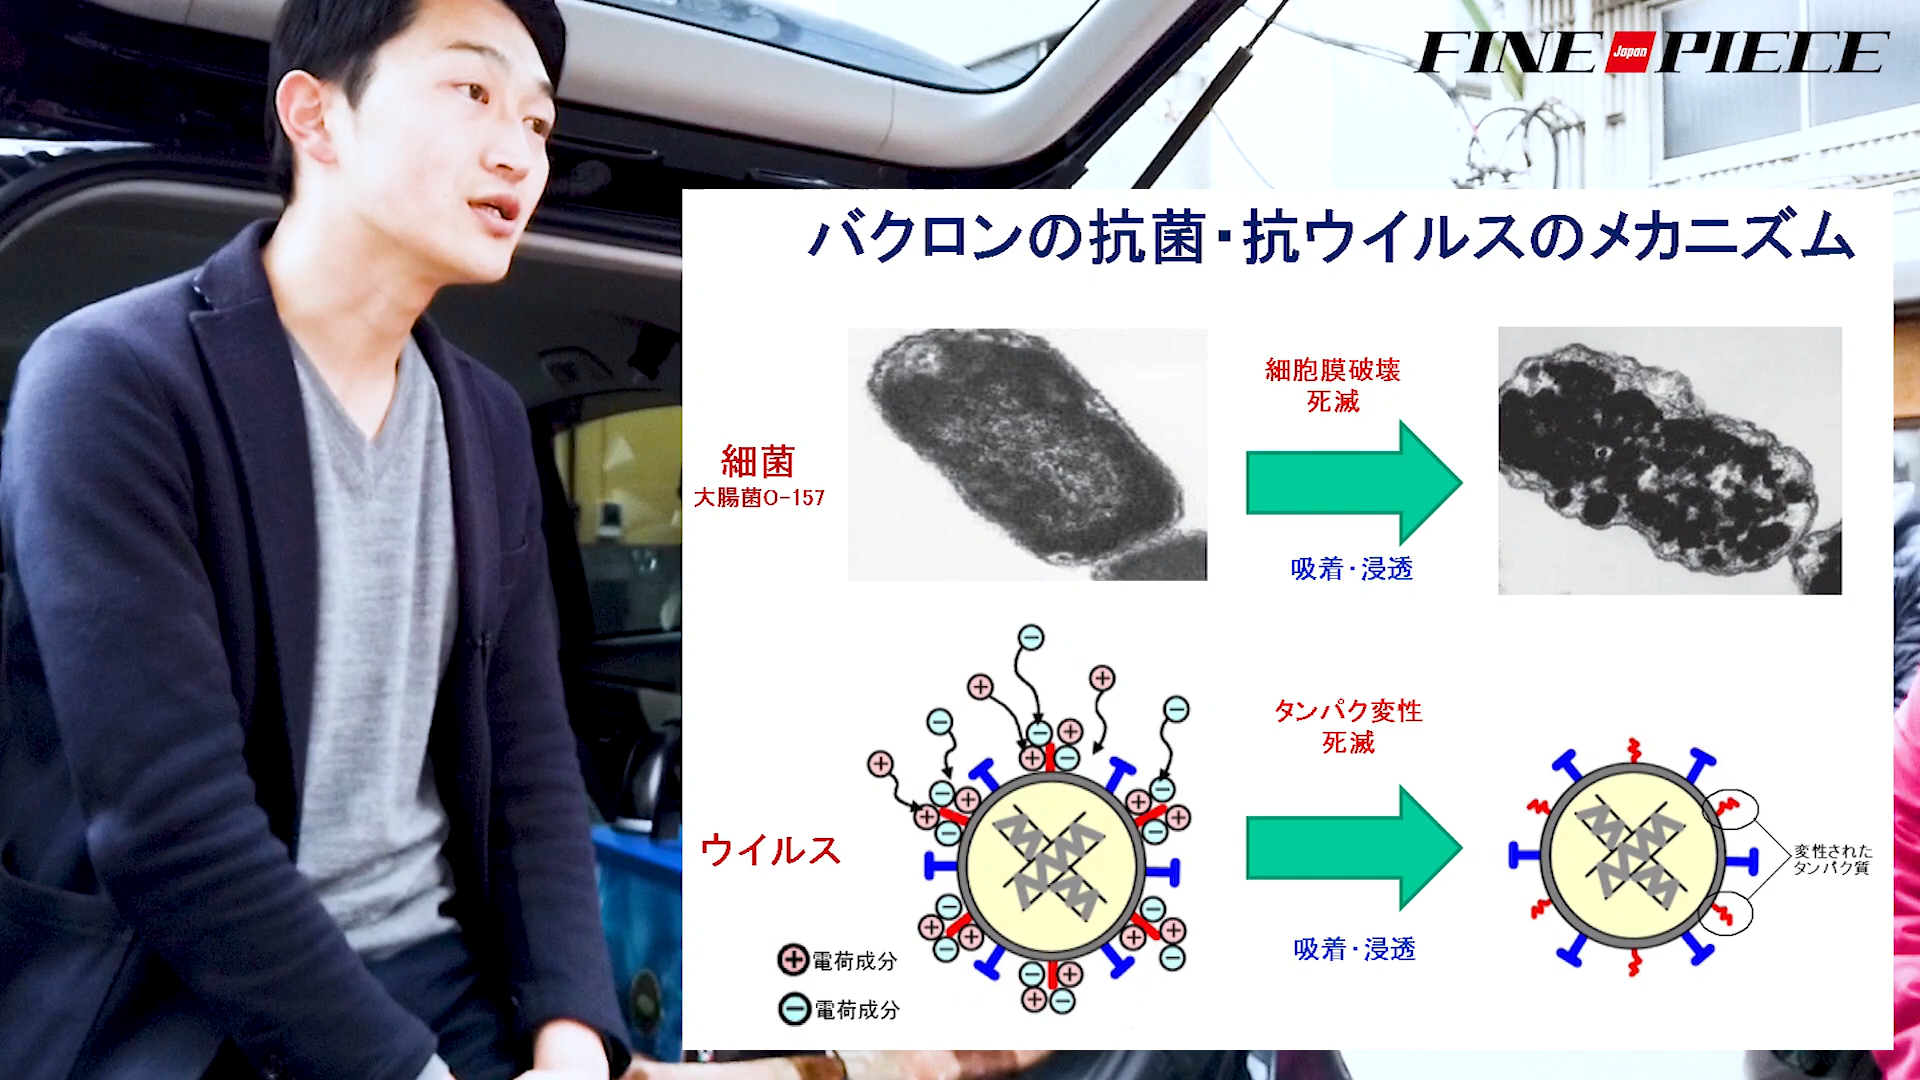 FINE Japan PIECE
バクロンの抗菌・抗ウイルスのメカニズム
細胞膜破壊
死滅
細菌
大腸菌O-157
吸着・浸透
タンパク変性
死滅
ウイルス
変性された
タンパク質
吸着・浸透
+電荷成分
−電荷成分